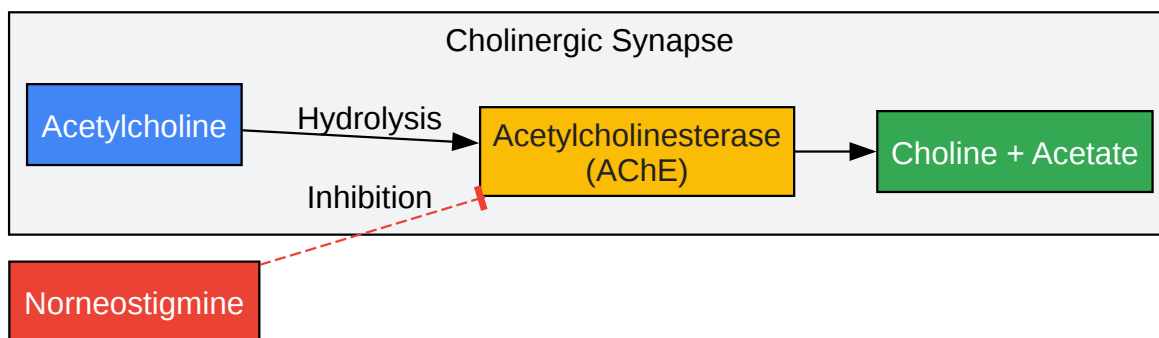 Cholinergic Synapse
Acetylcholine
Hydrolysis
Acetylcholinesterase
(AChE)
Choline + Acetate
Inhibition
Norneostigmine